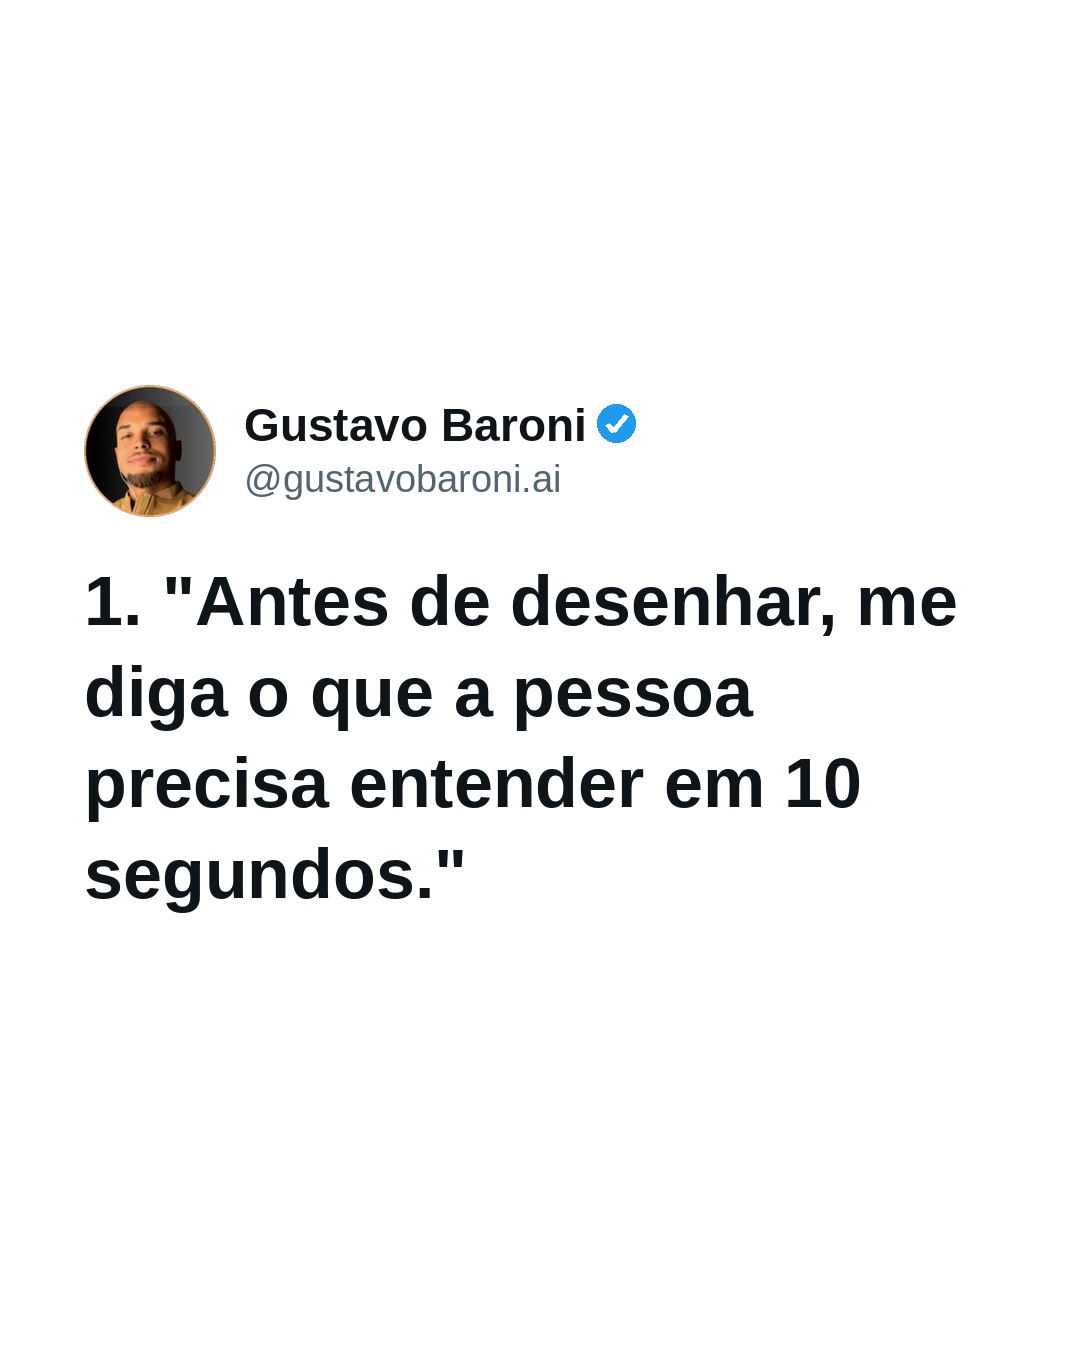 Gustavo Baroni
@gustavobaroni.ai
1. "Antes de desenhar, me
diga o que a pessoa
precisa entender em 10
segundos."